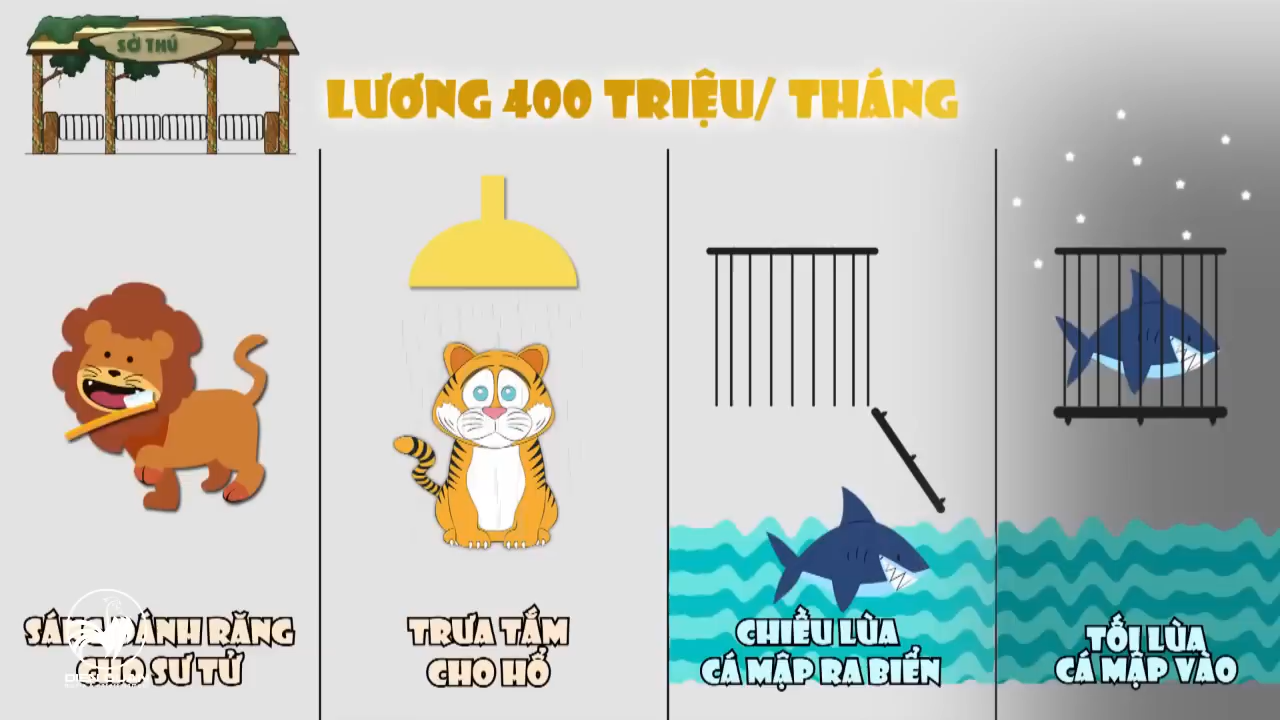 SỞ THÚ
LƯƠNG 400 TRIỆU/ THÁNG
SÁNG ĐÁNH RĂNG
CHO SƯ TỬ
TRƯA TẮM
CHO HỔ
CHIỀU LÙA
CÁ MẬP RA BIỂN
TỐI LÙA
CÁ MẬP VÀO